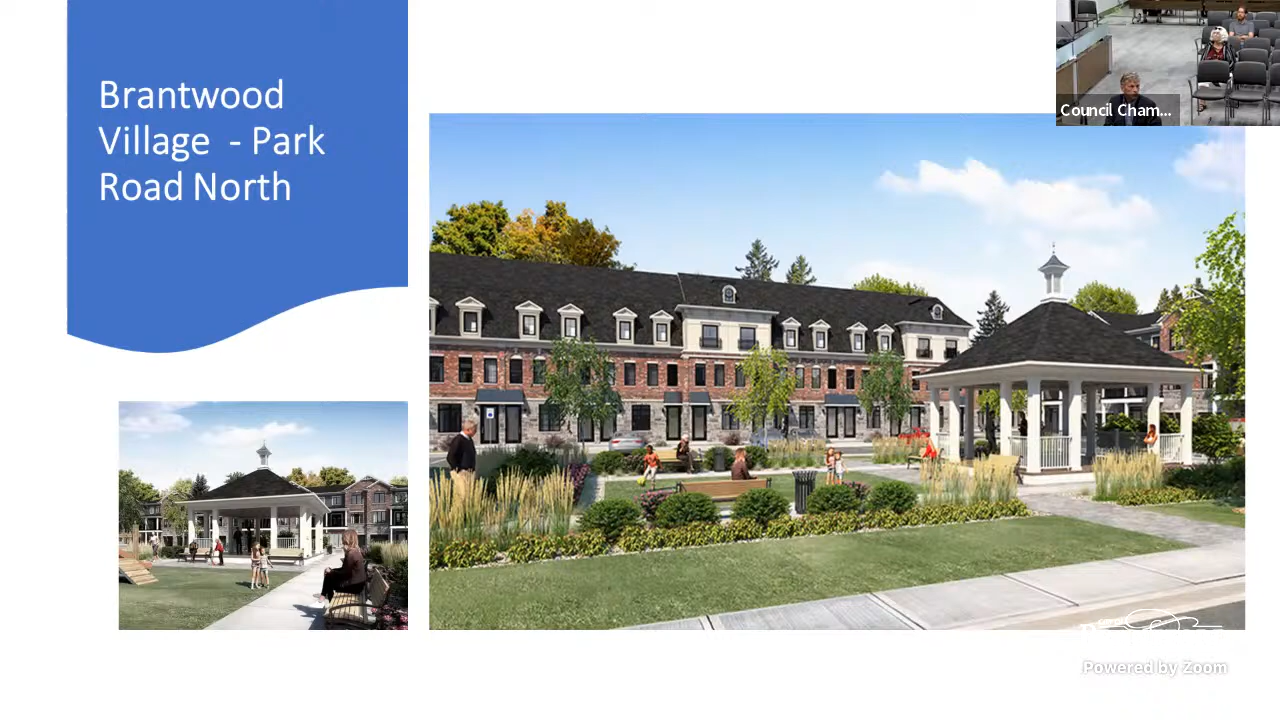 Brantwood
Village - Park
Road North
Council Cham...
Powered by Zoom